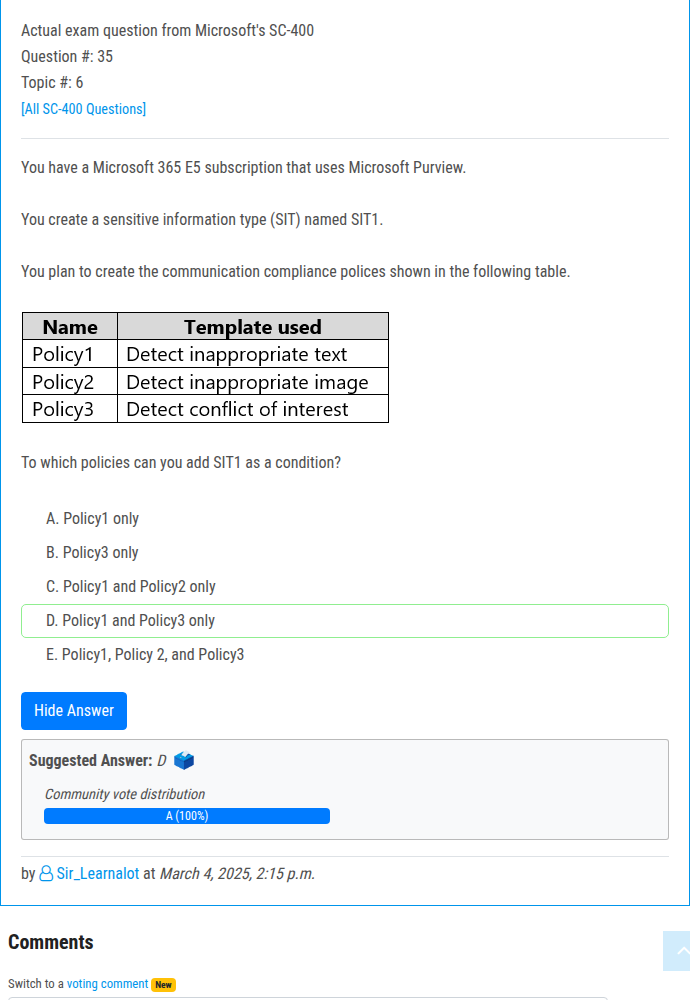 Actual exam question from Microsoft's SC-400
Question #: 35
Topic #: 6
[All SC-400 Questions]
You have a Microsoft 365 E5 subscription that uses Microsoft Purview.
You create a sensitive information type (SIT) named SIT1.
You plan to create the communication compliance polices shown in the following table.
Name Template used
Policy1 Detect inappropriate text
Policy2 Detect inappropriate image
Policy3 Detect conflict of interest
To which policies can you add SIT1 as a condition?
A. Policy1 only
B. Policy3 only
C. Policy1 and Policy2 only
D. Policy1 and Policy3 only
E. Policy1, Policy 2, and Policy3
Hide Answer
Suggested Answer: D
Community vote distribution
A (100%)
by Sir_Learnalot at March 4, 2025, 2:15 p.m.
Comments
Switch to a voting comment New